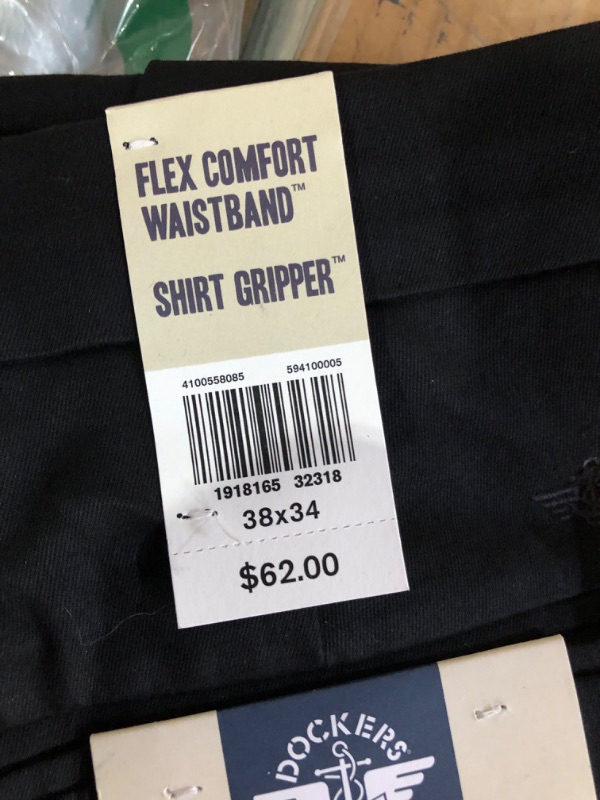 FLEX COMFORT
WAISTBAND™
SHIRT GRIPPER™
4100558085 594100005
1918165 32318
38x34
$62.00
DOCKERS®